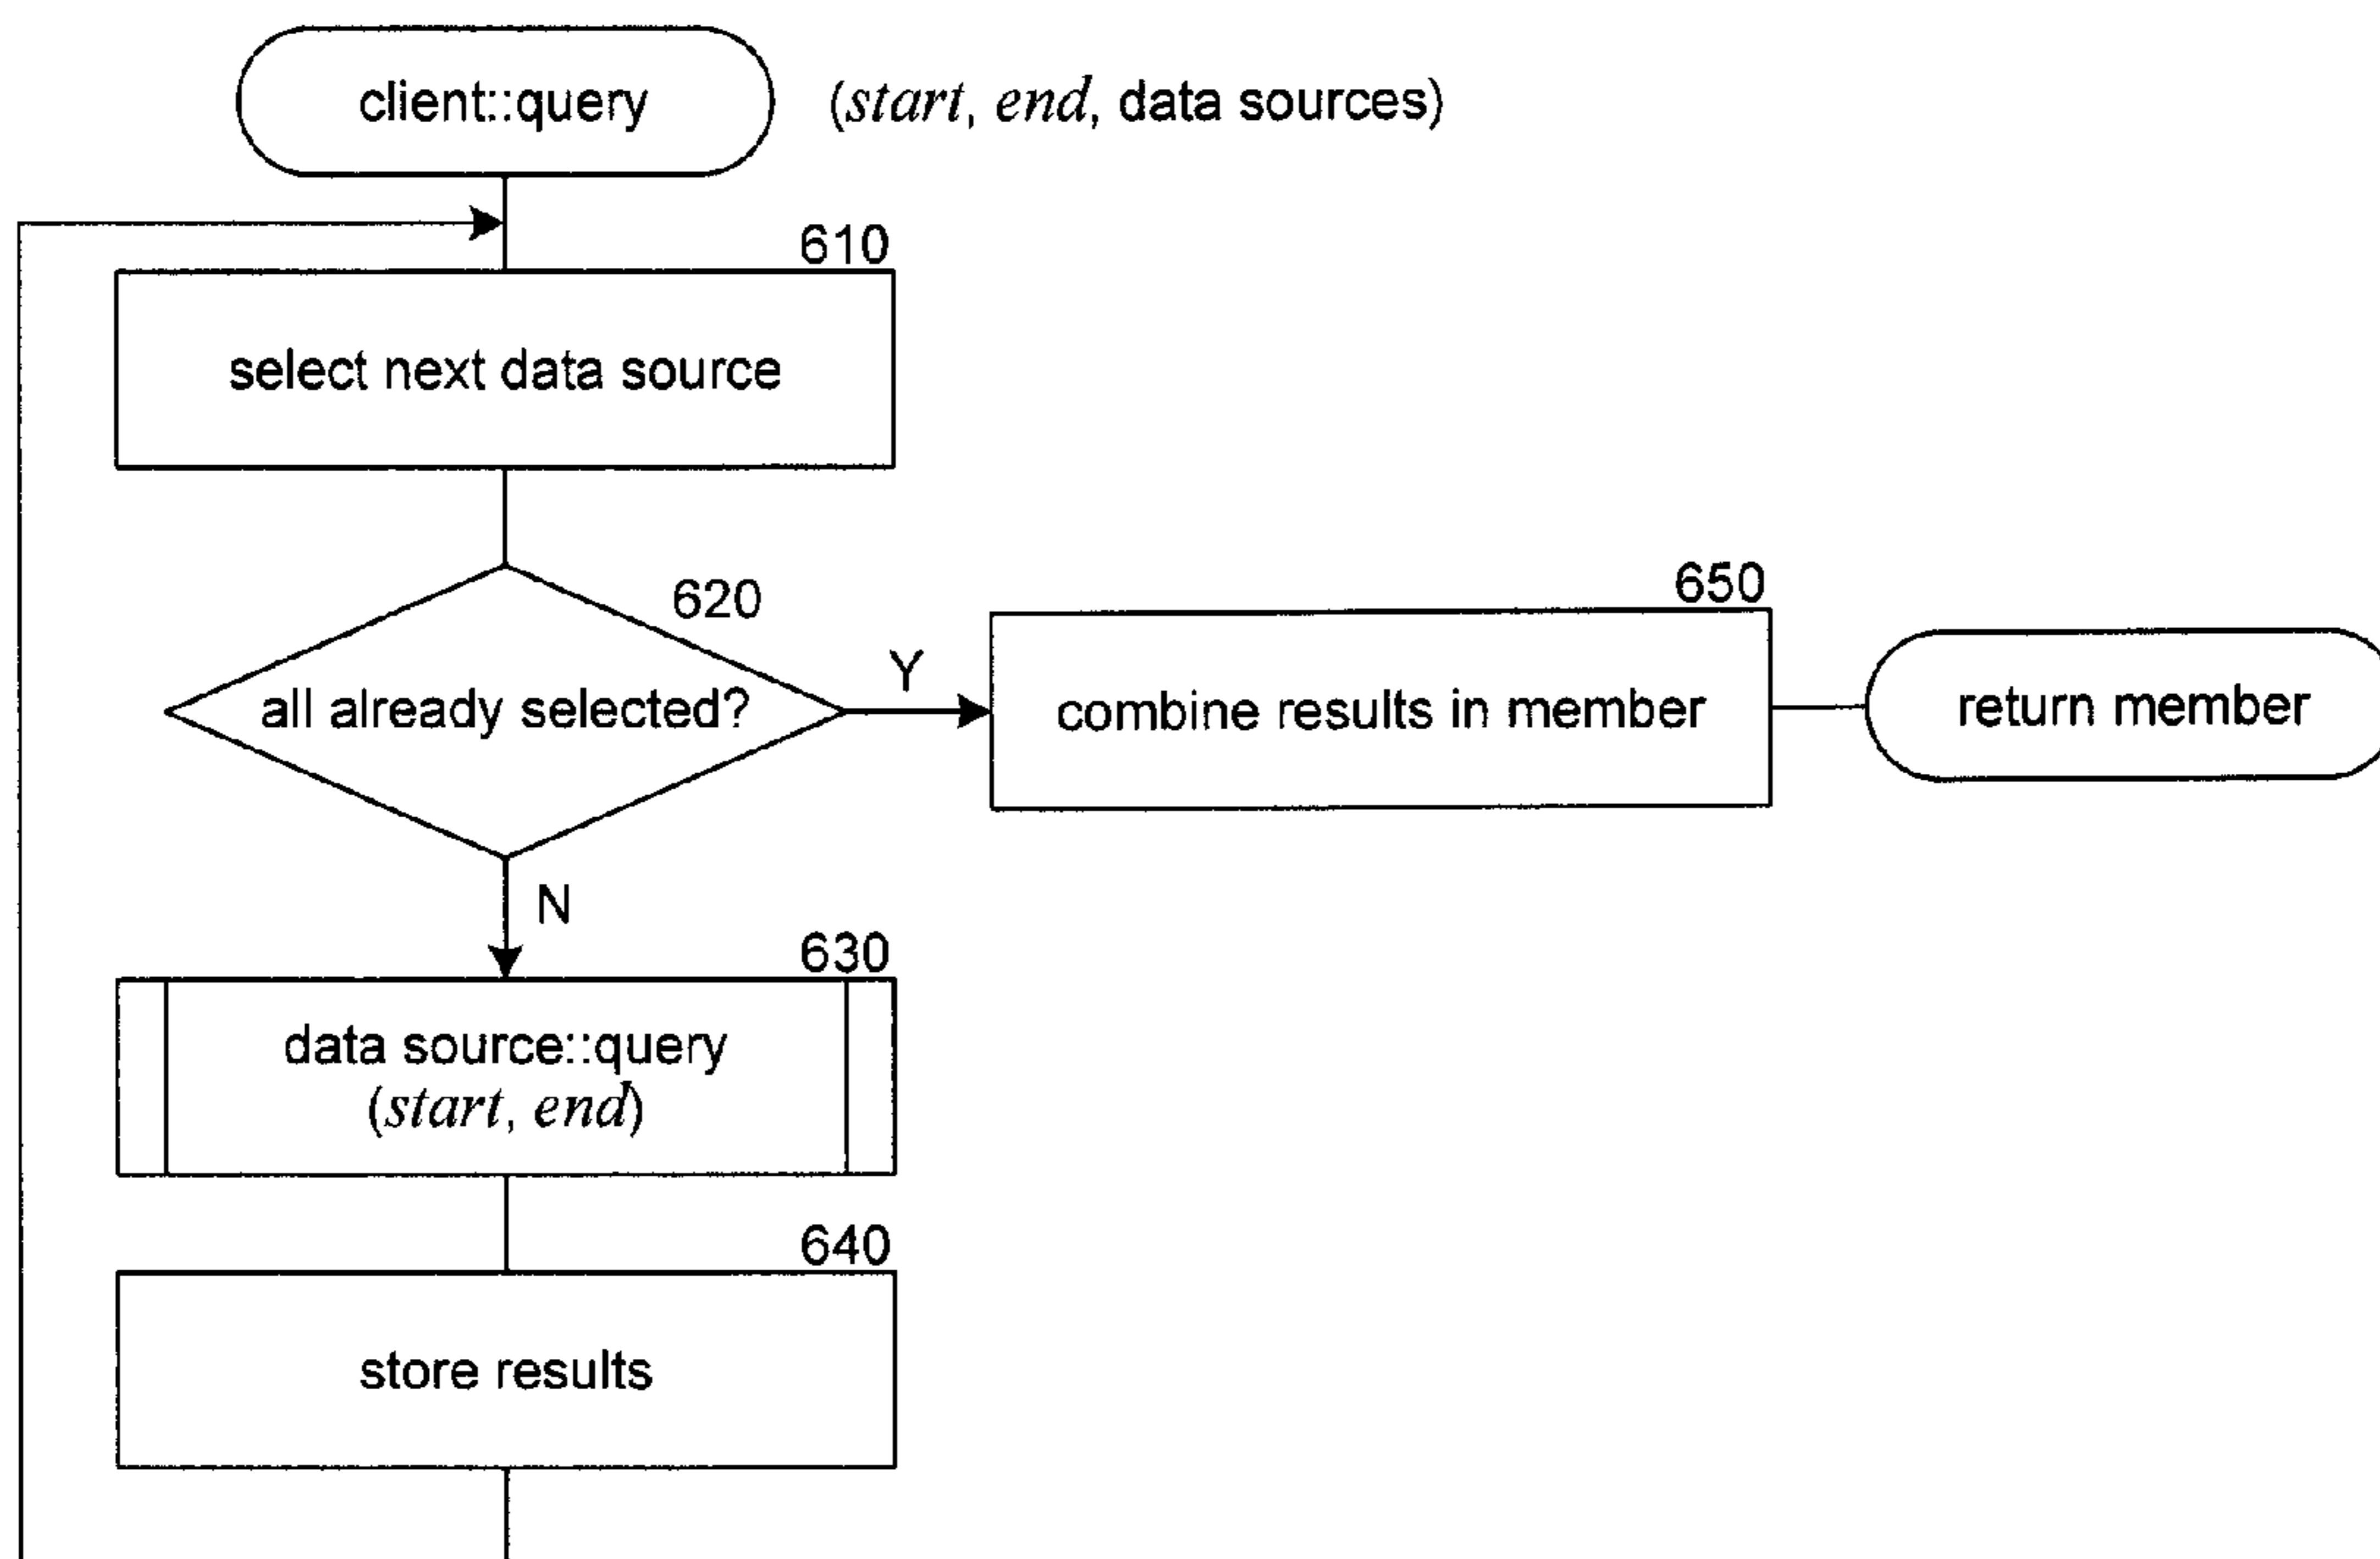 client::query (start, end, data sources)
610
select next data source
620
all already selected?
Y
650
combine results in member
return member
N
630
data source::query
(start, end)
640
store results